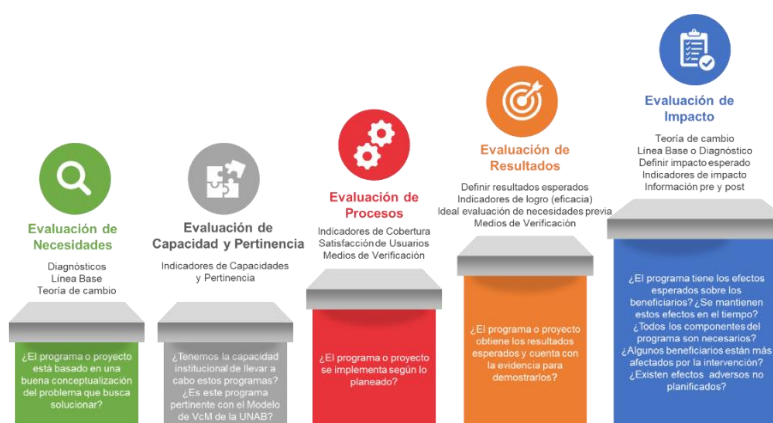 Evaluación de
Necesidades
Diagnósticos
Línea Base
Teoría de cambio
¿El programa o proyecto
está basado en una
buena conceptualización
del problema que busca
solucionar?
Evaluación de
Capacidad y Pertinencia
Indicadores de Capacidades
y Pertinencia
¿Tenemos la capacidad
institucional de llevar a
cabo estos programas?
¿Es este programa
pertinente con el Modelo
de VcM de la UNAB?
Evaluación de
Procesos
Indicadores de Cobertura
Satisfacción de Usuarios
Medios de Verificación
¿El programa o proyecto
se implementa según lo
planeado?
Evaluación de
Resultados
Definir resultados esperados
Indicadores de logro (eficacia)
Ideal evaluación de necesidades previa
Medios de Verificación
¿El programa o proyecto
obtiene los resultados
esperados y cuenta con
la evidencia para
demostrarlos?
Evaluación de
Impacto
Teoría de cambio
Línea Base o Diagnóstico
Definir impacto esperado
Indicadores de impacto
Información pre y post
¿El programa tiene los efectos
esperados sobre los
beneficiarios? ¿Se mantienen
estos efectos en el tiempo?
¿Todos los componentes del
programa son necesarios?
¿Algunos beneficiarios están más
afectados por la intervención?
¿Existen efectos adversos no
planificados?